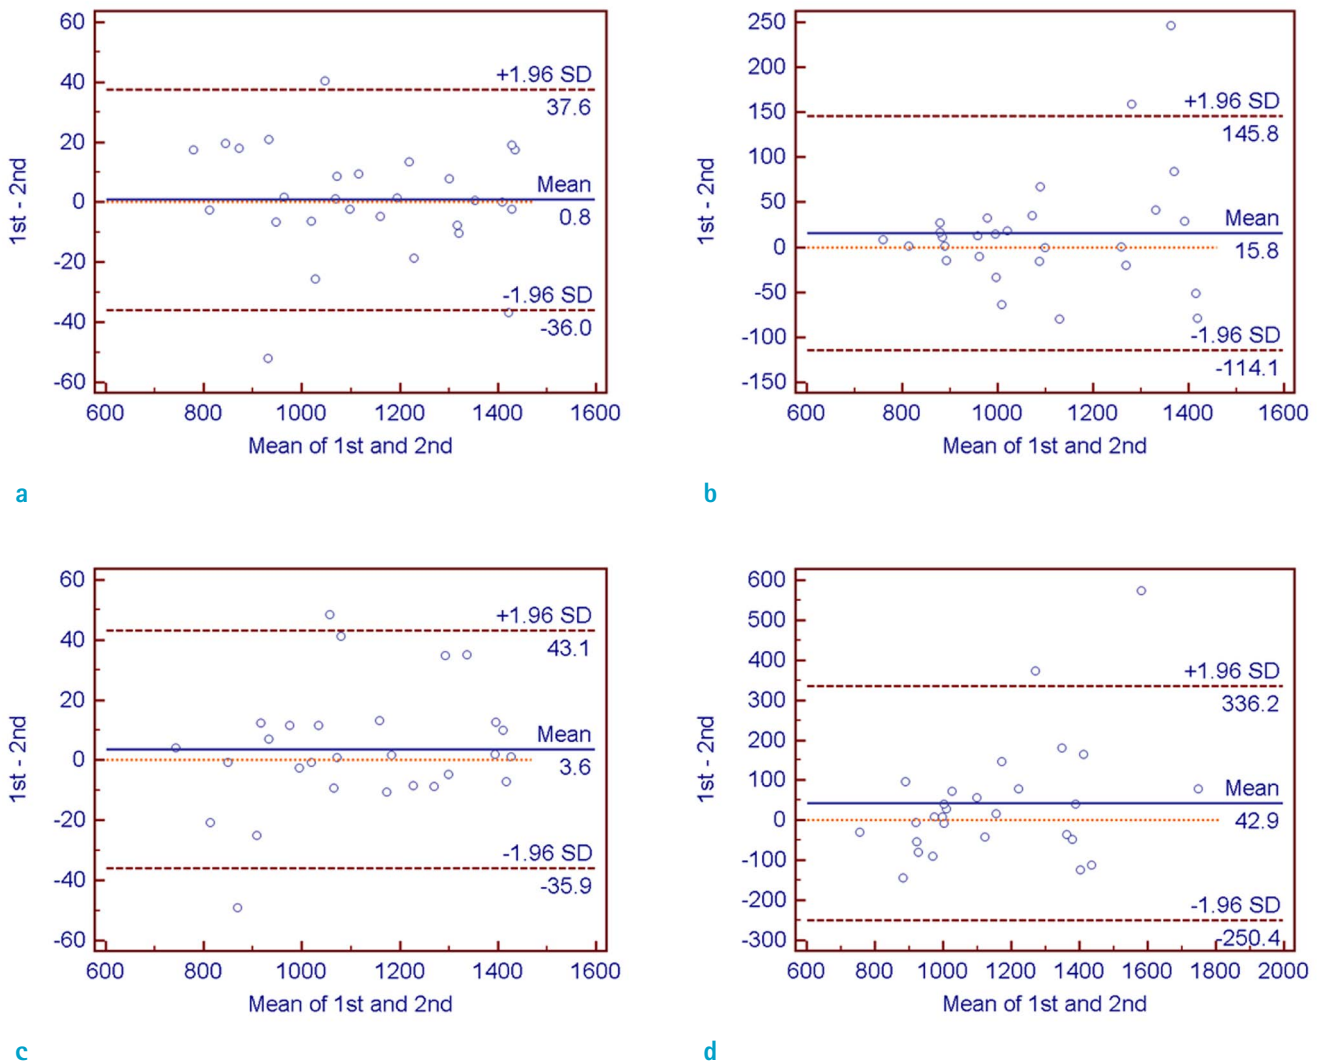 60
40
20
0
-20
-40
-60
1st - 2nd
+1.96 SD
37.6
Mean
0.8
-1.96 SD
-36.0
600 800 1000 1200 1400 1600
Mean of 1st and 2nd
a
250
200
150
100
50
0
-50
-100
-150
1st - 2nd
+1.96 SD
145.8
Mean
15.8
-1.96 SD
-114.1
600 800 1000 1200 1400 1600
Mean of 1st and 2nd
b
60
40
20
0
-20
-40
-60
1st - 2nd
+1.96 SD
43.1
Mean
3.6
-1.96 SD
-35.9
600 800 1000 1200 1400 1600
Mean of 1st and 2nd
c
600
500
400
300
200
100
0
-100
-200
-300
1st - 2nd
+1.96 SD
336.2
Mean
42.9
-1.96 SD
-250.4
600 800 1000 1200 1400 1600 1800 2000
Mean of 1st and 2nd
d